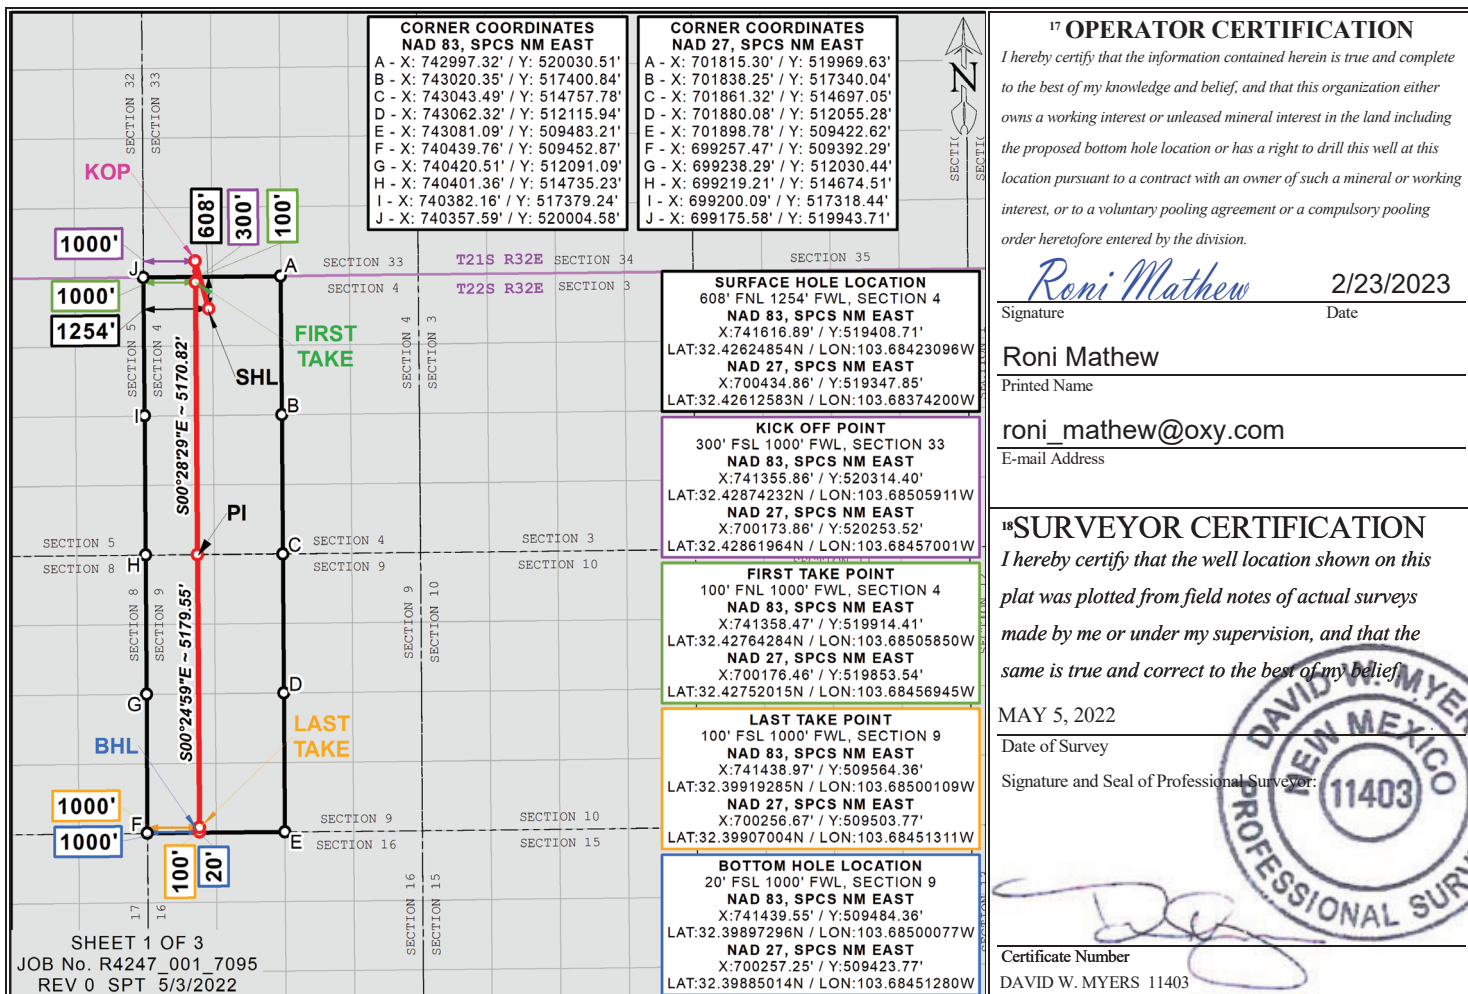 CORNER COORDINATES
NAD 83, SPCS NM EAST
A - X: 742997.32' / Y: 520030.51'
B - X: 743020.35' / Y: 517400.84'
C - X: 743043.49' / Y: 514757.78'
D - X: 743062.32' / Y: 512115.94'
E - X: 743081.09' / Y: 509483.21'
F - X: 740439.76' / Y: 509452.87'
G - X: 740420.51' / Y: 512091.09'
H - X: 740401.36' / Y: 514735.23'
I - X: 740382.16' / Y: 517379.24'
J - X: 740357.59' / Y: 520004.58'
CORNER COORDINATES
NAD 27, SPCS NM EAST
A - X: 701815.30' / Y: 519969.63'
B - X: 701838.25' / Y: 517340.04'
C - X: 701861.32' / Y: 514697.05'
D - X: 701880.08' / Y: 512055.28'
E - X: 701898.78' / Y: 509422.62'
F - X: 699257.47' / Y: 509392.29'
G - X: 699238.29' / Y: 512030.44'
H - X: 699219.21' / Y: 514674.51'
I - X: 699200.09' / Y: 517318.44'
J - X: 699175.58' / Y: 519943.71'
N
SECTION 32
SECTION 33
KOP
608'
300'
100'
1000'
J
A
SECTION 33
T21S R32E
SECTION 34
SECTION 35
SECTION 4
T22S R32E
SECTION 3
1000'
1254'
SECTION 5
SECTION 4
FIRST
TAKE
SHL
SECTION 4
SECTION 3
I
B
S00°28'29"E ~ 5170.82'
PI
SECTION 5
SECTION 8
H
C
SECTION 4
SECTION 9
SECTION 3
SECTION 10
SECTION 8
SECTION 9
SECTION 9
SECTION 10
S00°24'59"E ~ 5179.55'
G
D
BHL
LAST
TAKE
1000'
F
1000'
E
SECTION 9
SECTION 16
SECTION 10
SECTION 15
100'
20'
17
16
SECTION 16
SECTION 15
SHEET 1 OF 3
JOB No. R4247_001_7095
REV 0 SPT 5/3/2022
SURFACE HOLE LOCATION
608' FNL 1254' FWL, SECTION 4
NAD 83, SPCS NM EAST
X:741616.89' / Y:519408.71'
LAT:32.42624854N / LON:103.68423096W
NAD 27, SPCS NM EAST
X:700434.86' / Y:519347.85'
LAT:32.42612583N / LON:103.68374200W
KICK OFF POINT
300' FSL 1000' FWL, SECTION 33
NAD 83, SPCS NM EAST
X:741355.86' / Y:520314.40'
LAT:32.42874232N / LON:103.68505911W
NAD 27, SPCS NM EAST
X:700173.86' / Y:520253.52'
LAT:32.42861964N / LON:103.68457001W
FIRST TAKE POINT
100' FNL 1000' FWL, SECTION 4
NAD 83, SPCS NM EAST
X:741358.47' / Y:519914.41'
LAT:32.42764284N / LON:103.68505850W
NAD 27, SPCS NM EAST
X:700176.46' / Y:519853.54'
LAT:32.42752015N / LON:103.68456945W
LAST TAKE POINT
100' FSL 1000' FWL, SECTION 9
NAD 83, SPCS NM EAST
X:741438.97' / Y:509564.36'
LAT:32.39919285N / LON:103.68500109W
NAD 27, SPCS NM EAST
X:700256.67' / Y:509503.77'
LAT:32.39907004N / LON:103.68451311W
BOTTOM HOLE LOCATION
20' FSL 1000' FWL, SECTION 9
NAD 83, SPCS NM EAST
X:741439.55' / Y:509484.36'
LAT:32.39897296N / LON:103.68500077W
NAD 27, SPCS NM EAST
X:700257.25' / Y:509423.77'
LAT:32.39885014N / LON:103.68451280W
17 OPERATOR CERTIFICATION
I hereby certify that the information contained herein is true and complete
to the best of my knowledge and belief, and that this organization either
owns a working interest or unleased mineral interest in the land including
the proposed bottom hole location or has a right to drill this well at this
location pursuant to a contract with an owner of such a mineral or working
interest, or to a voluntary pooling agreement or a compulsory pooling
order heretofore entered by the division.
Roni Mathew 2/23/2023
Signature Date
Roni Mathew
Printed Name
roni_mathew@oxy.com
E-mail Address
18SURVEYOR CERTIFICATION
I hereby certify that the well location shown on this
plat was plotted from field notes of actual surveys
made by me or under my supervision, and that the
same is true and correct to the best of my belief.
MAY 5, 2022
Date of Survey
Signature and Seal of Professional Surveyor:
DAVID W. MYERS
NEW MEXICO
11403
PROFESSIONAL SURV
Certificate Number
DAVID W. MYERS 11403